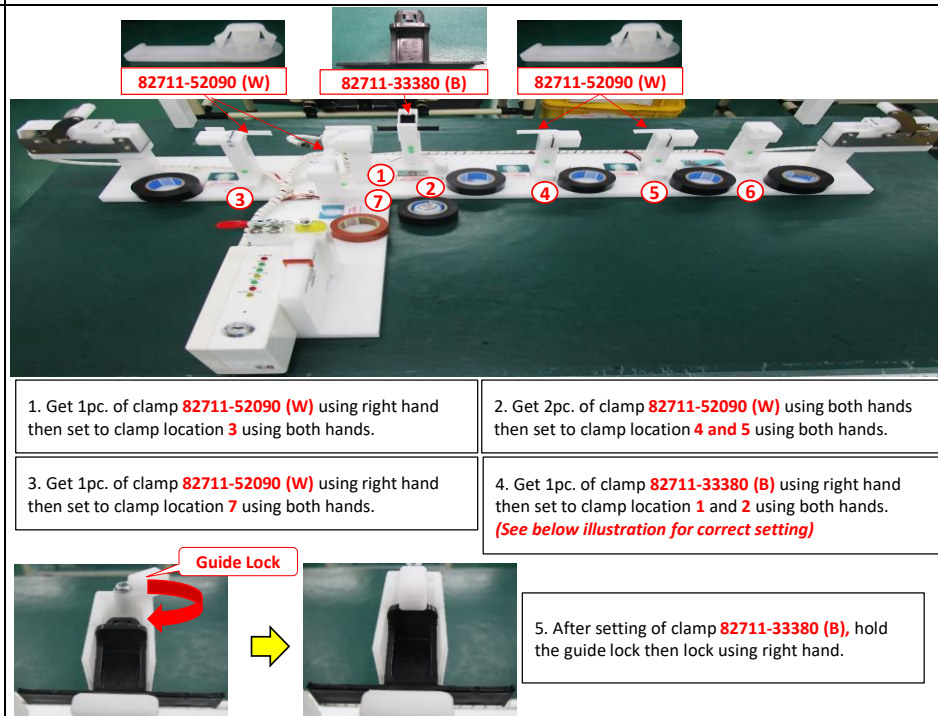 82711-52090 (W)
82711-33380 (B)
82711-52090 (W)
1
2
3
4
5
6
7
1. Get 1pc. of clamp 82711-52090 (W) using right hand
then set to clamp location 3 using both hands.
2. Get 2pc. of clamp 82711-52090 (W) using both hands
then set to clamp location 4 and 5 using both hands.
3. Get 1pc. of clamp 82711-52090 (W) using right hand
then set to clamp location 7 using both hands.
4. Get 1pc. of clamp 82711-33380 (B) using right hand
then set to clamp location 1 and 2 using both hands.
(See below illustration for correct setting)
Guide Lock
5. After setting of clamp 82711-33380 (B), hold
the guide lock then lock using right hand.